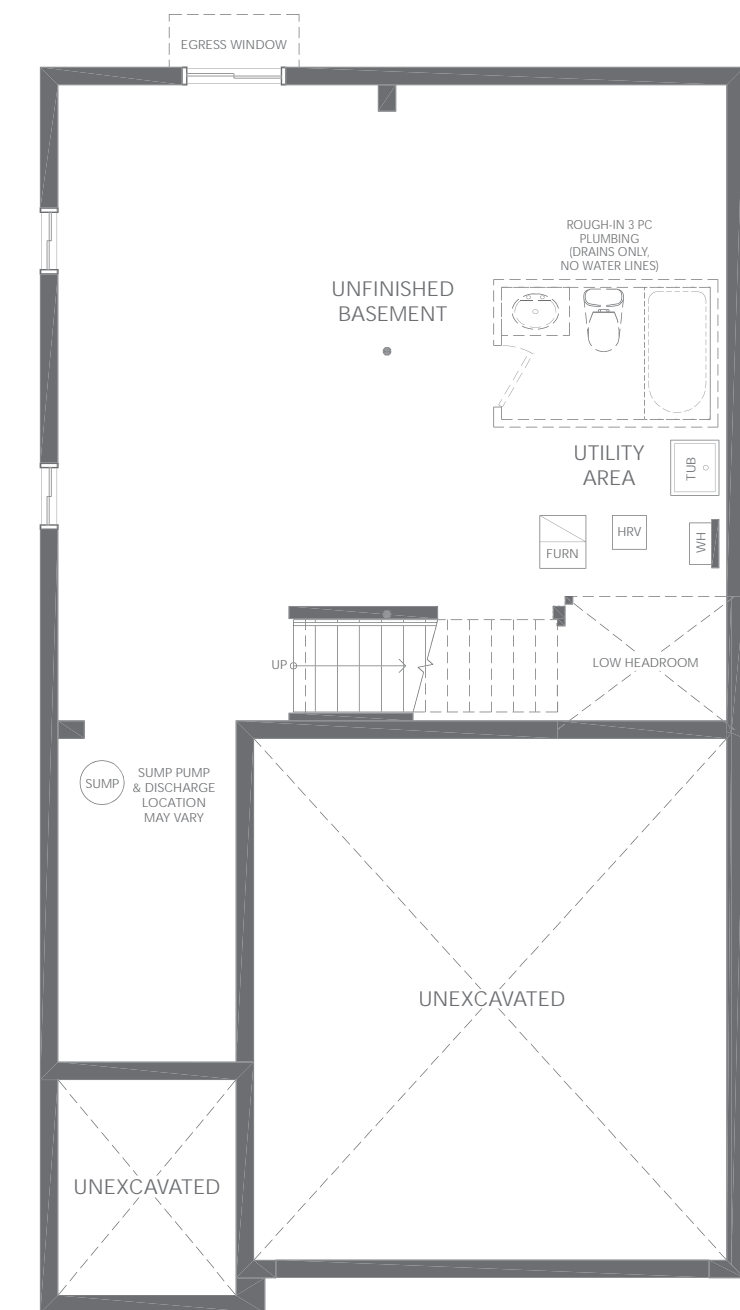 EGRESS WINDOW
ROUGH-IN 3 PC
PLUMBING
(DRAINS ONLY,
NO WATER LINES)
UNFINISHED
BASEMENT
UTILITY
AREA
TUB
FURN
HRV
WH
UP
LOW HEADROOM
SUMP
SUMP PUMP
& DISCHARGE
LOCATION
MAY VARY
UNEXCAVATED
UNEXCAVATED